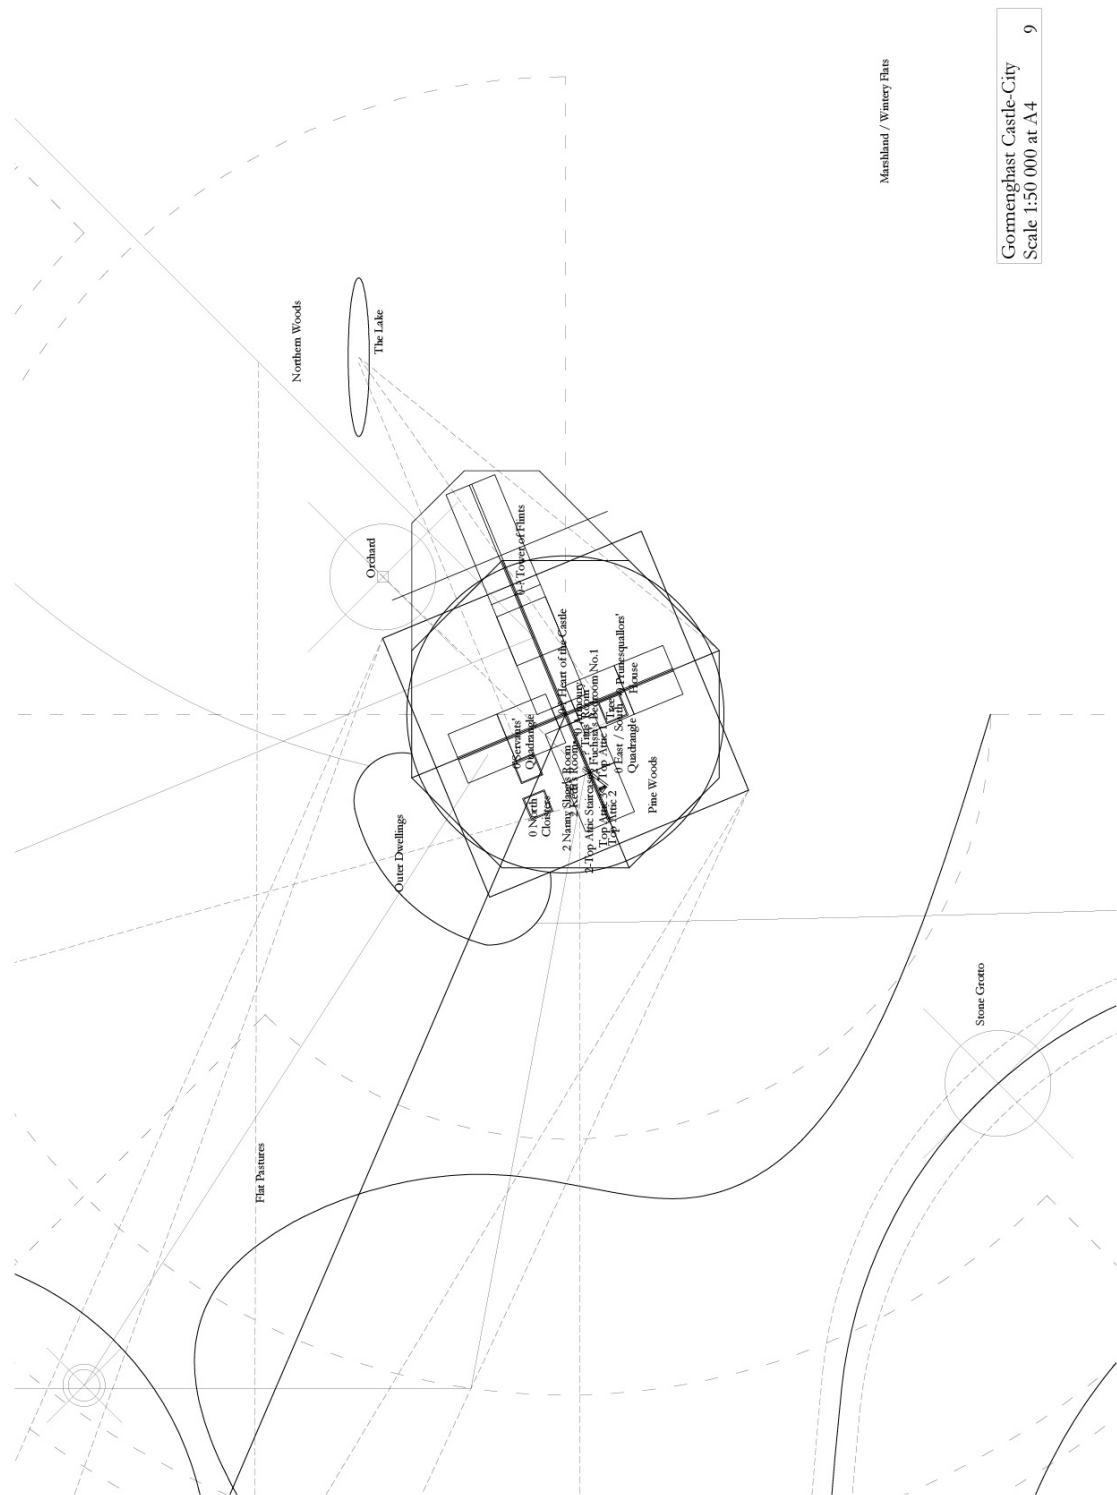 Gormenghast Castle-City 9
Scale 1:50 000 at A4
Marshland / Wintery Flats
Northern Woods
The Lake
Orchard
0-? Tower of Flints
Heart of the Castle
Prunesquallors'
House
Armoury
Fuchsia's Bedroom No.1
Tree
0 East / South
Quadrangle
0 Servants'
Quadrangle
0 North
Cloisters
2 Nanny Slagg's Room
2-Top Attic Staircase
Top Attic
Top Attic 2
Pine Woods
Outer Dwellings
Stone Grotto
Flat Pastures